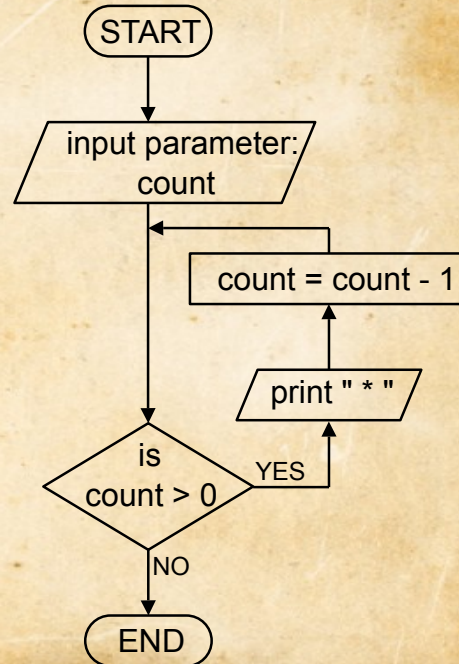 START
input parameter:
count
count = count - 1
print " * "
is
count > 0
YES
NO
END